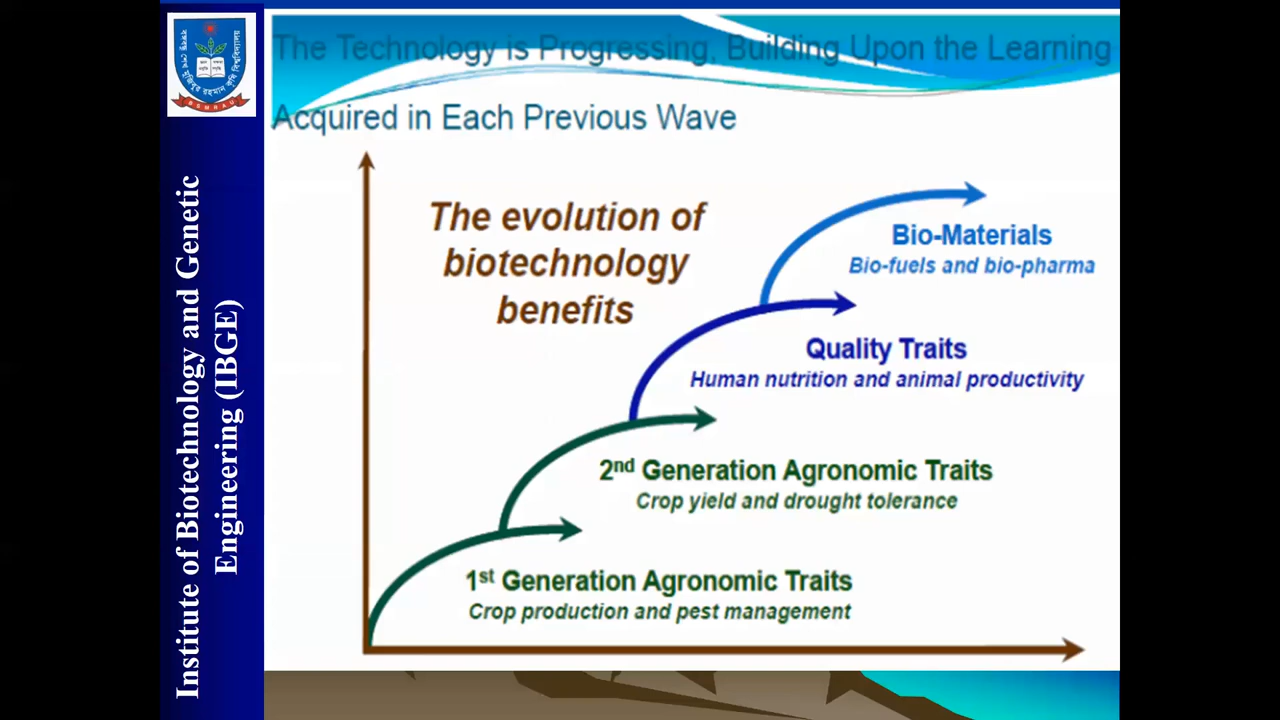 The Technology is Progressing, Building Upon the Learning
Acquired in Each Previous Wave
The evolution of
biotechnology
benefits
Bio-Materials
Bio-fuels and bio-pharma
Quality Traits
Human nutrition and animal productivity
2nd Generation Agronomic Traits
Crop yield and drought tolerance
1st Generation Agronomic Traits
Crop production and pest management
Institute of Biotechnology and Genetic
Engineering (IBGE)
BSMRAU